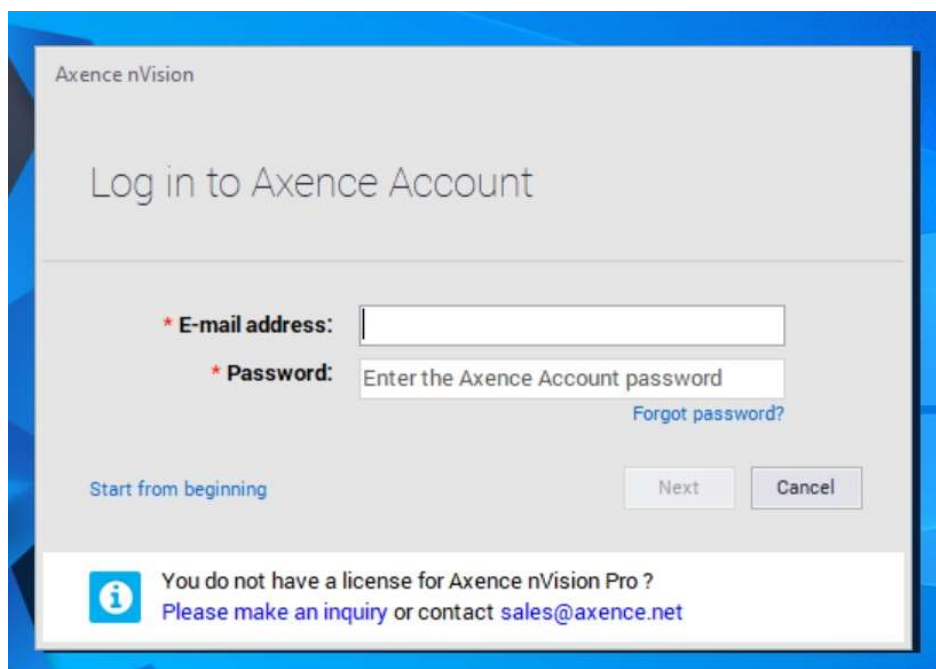 Axence nVision
Log in to Axence Account
* E-mail address:
* Password: Enter the Axence Account password
Forgot password?
Start from beginning Next Cancel
You do not have a license for Axence nVision Pro ?
Please make an inquiry or contact sales@axence.net